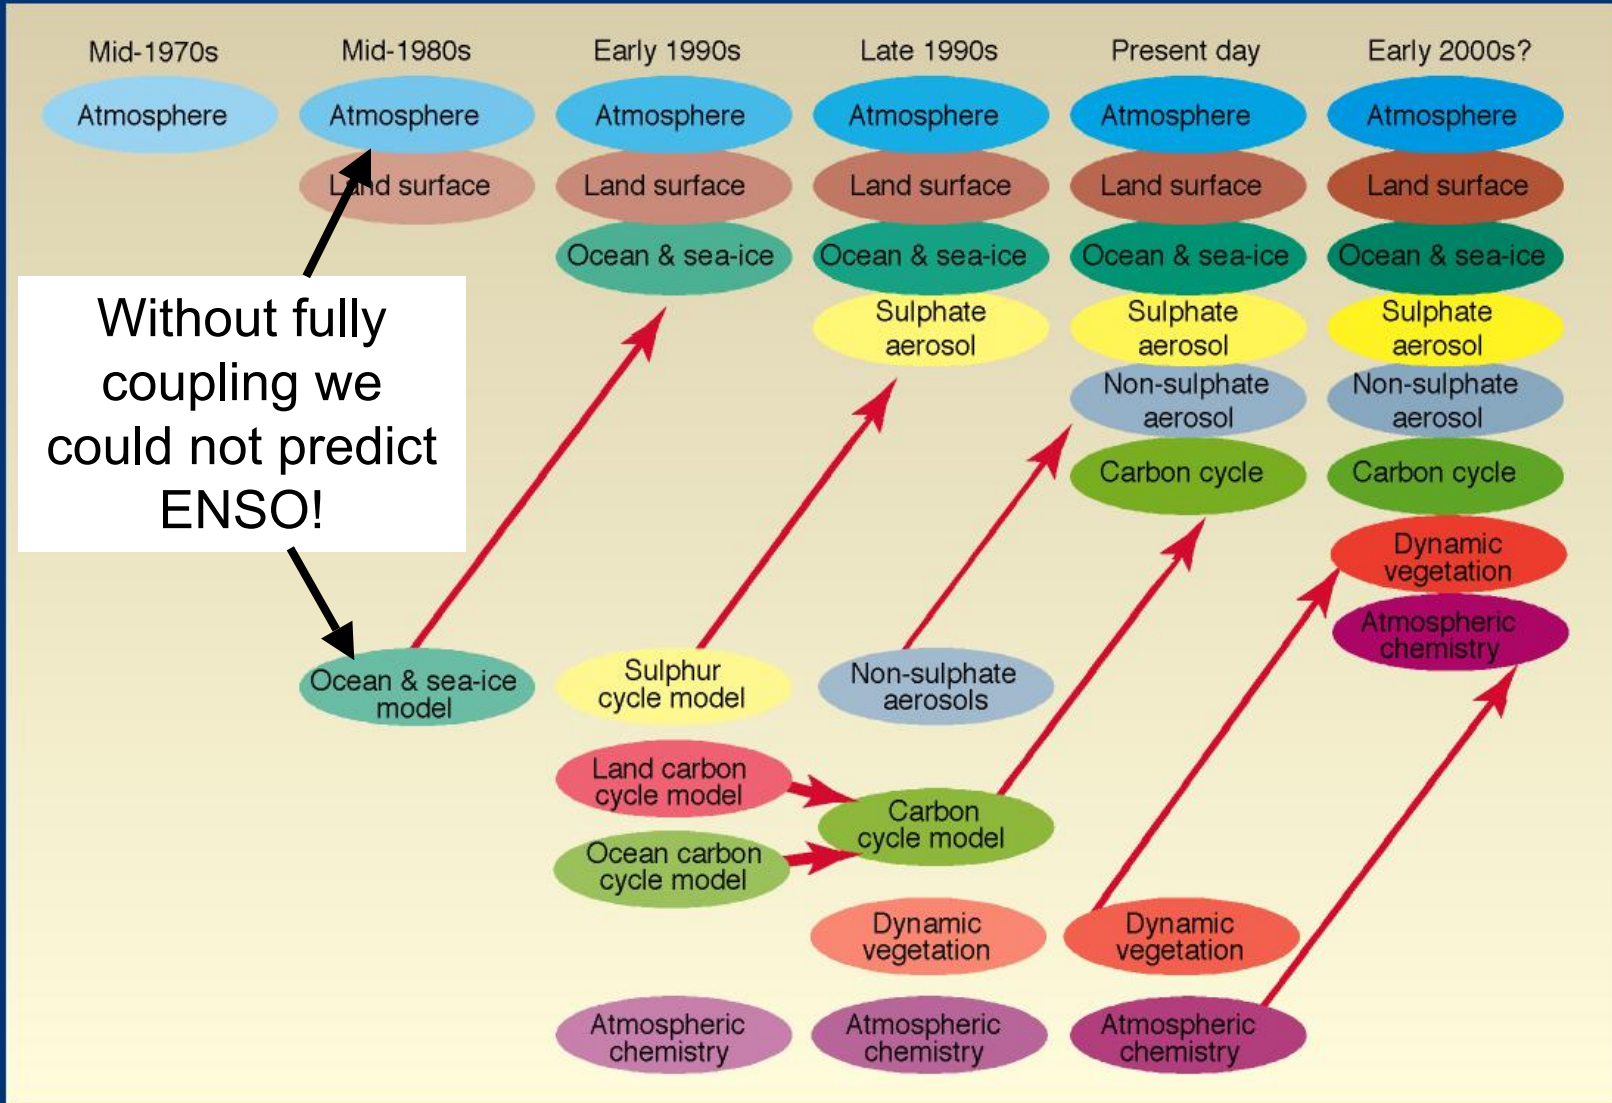 Mid-1970s
Mid-1980s
Early 1990s
Late 1990s
Present day
Early 2000s?
Atmosphere
Atmosphere
Atmosphere
Atmosphere
Atmosphere
Atmosphere
Land surface
Land surface
Land surface
Land surface
Land surface
Ocean & sea-ice
Ocean & sea-ice
Ocean & sea-ice
Ocean & sea-ice
Without fully
coupling we
could not predict
ENSO!
Sulphate
aerosol
Sulphate
aerosol
Sulphate
aerosol
Non-sulphate
aerosol
Non-sulphate
aerosol
Carbon cycle
Carbon cycle
Dynamic
vegetation
Atmospheric
chemistry
Ocean & sea-ice
model
Sulphur
cycle model
Non-sulphate
aerosols
Land carbon
cycle model
Carbon
cycle model
Ocean carbon
cycle model
Dynamic
vegetation
Dynamic
vegetation
Atmospheric
chemistry
Atmospheric
chemistry
Atmospheric
chemistry